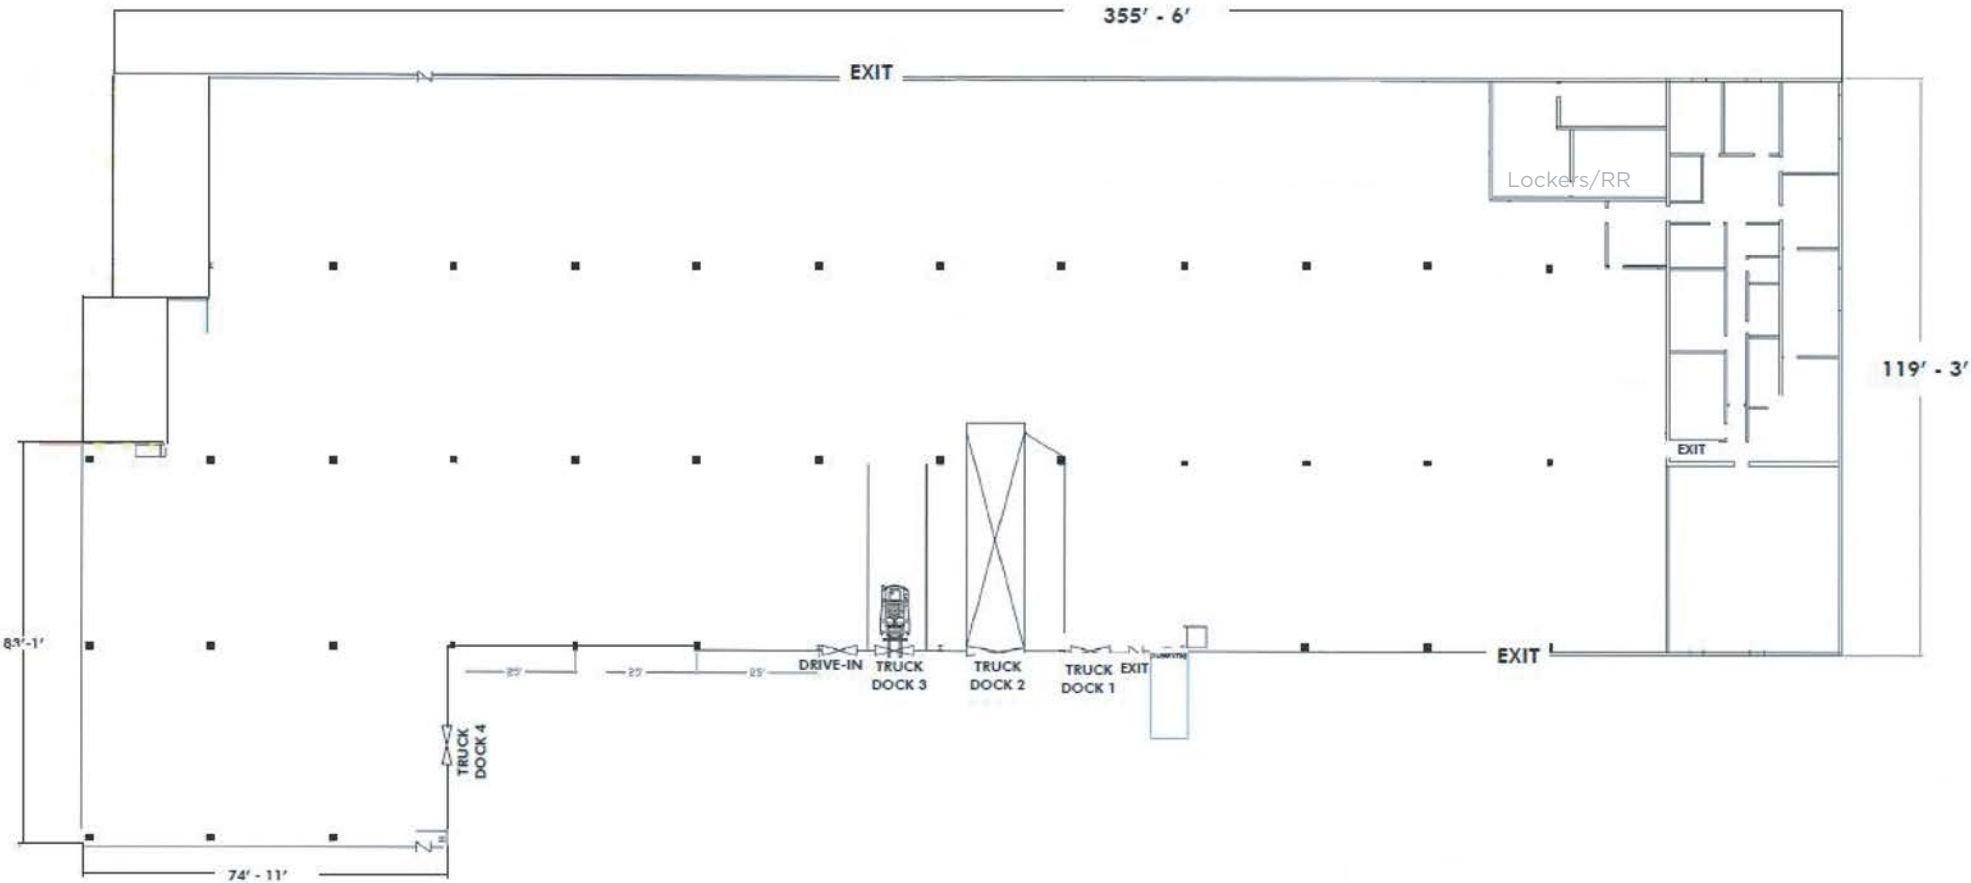 355' - 6'
EXIT
Lockers/RR
119' - 3'
EXIT
83'-1'
25'
25'
25'
DRIVE-IN
TRUCK
DOCK 3
TRUCK
DOCK 2
TRUCK
DOCK 1
EXIT
EXIT
TRUCK
DOCK 4
74' - 11'